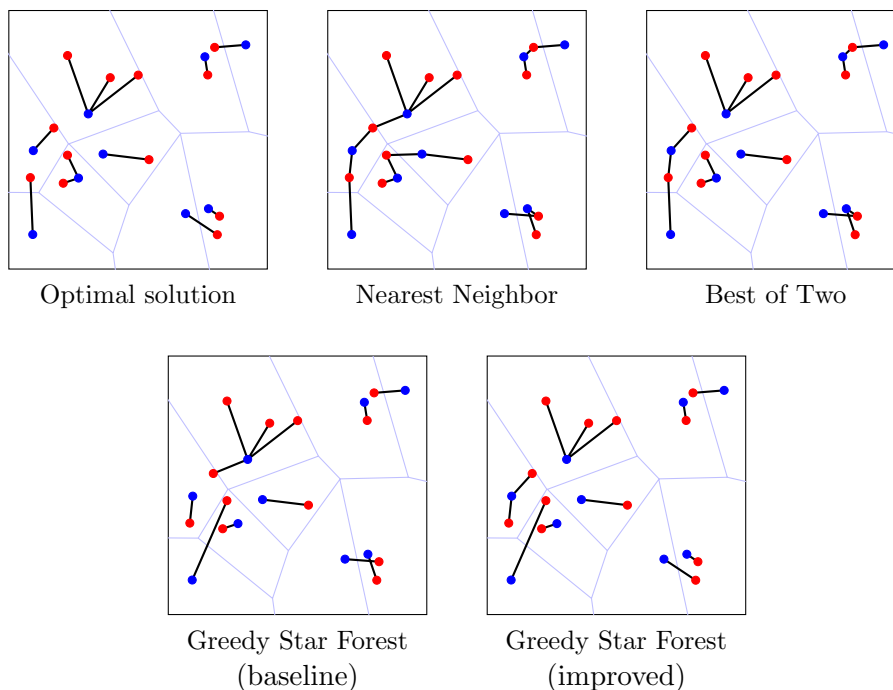 Optimal solution
Nearest Neighbor
Best of Two
Greedy Star Forest
(baseline)
Greedy Star Forest
(improved)